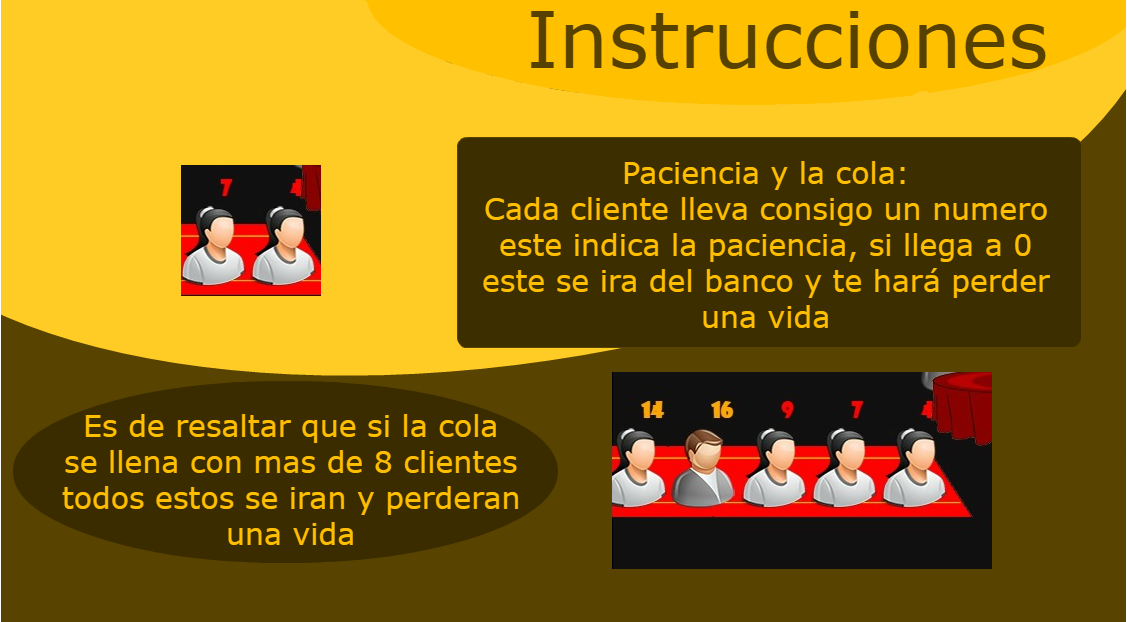 Instrucciones
7 4
Paciencia y la cola:
Cada cliente lleva consigo un numero
este indica la paciencia, si llega a 0
este se ira del banco y te hará perder
una vida
Es de resaltar que si la cola
se llena con mas de 8 clientes
todos estos se iran y perderan
una vida
14 16 9 7 4